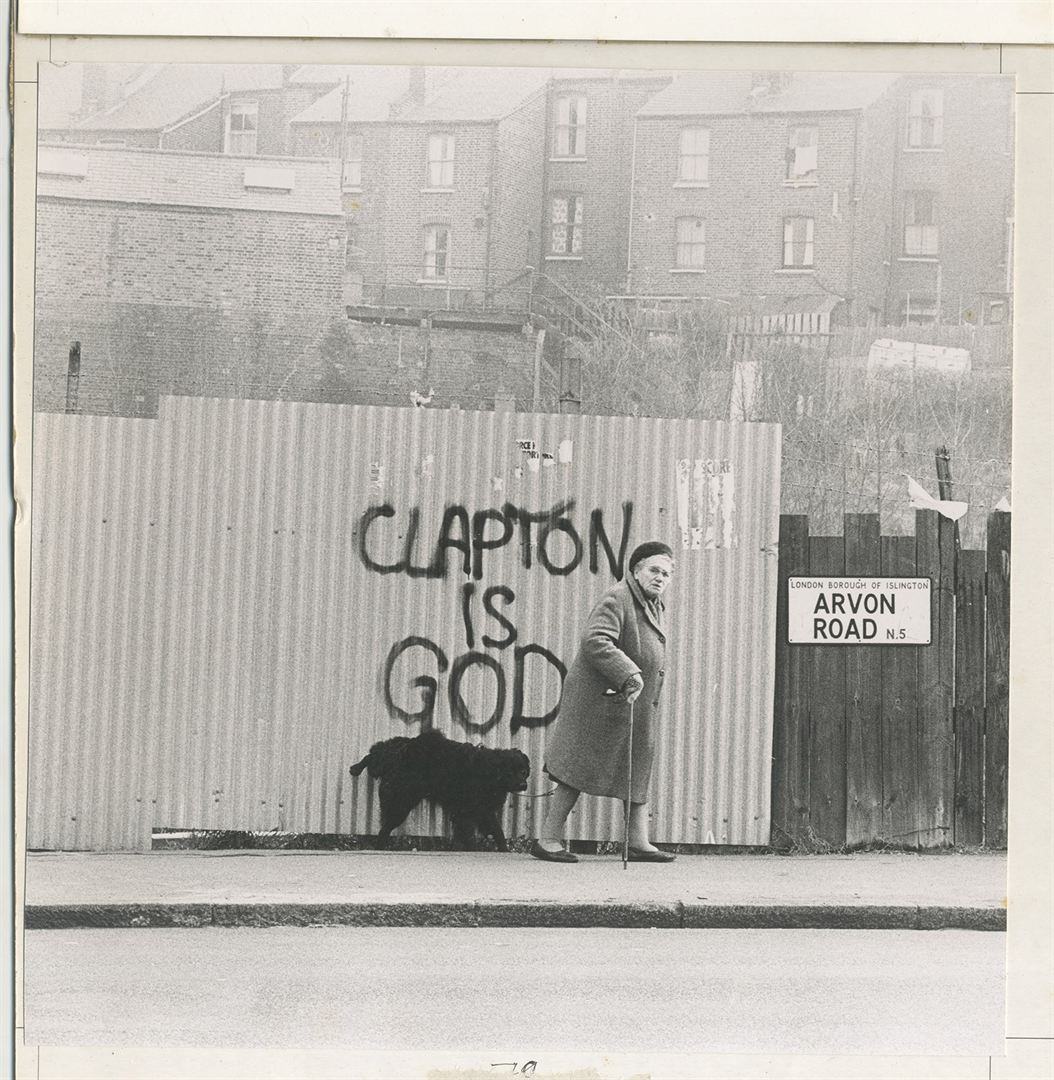 CLAPTON
IS
GOD
LONDON BOROUGH OF ISLINGTON
ARVON
ROAD N.5